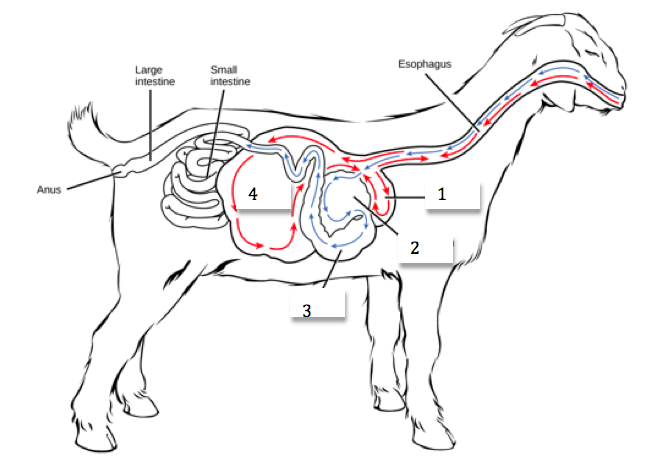 Esophagus
Large
intestine
Small
intestine
Anus
4
1
2
3